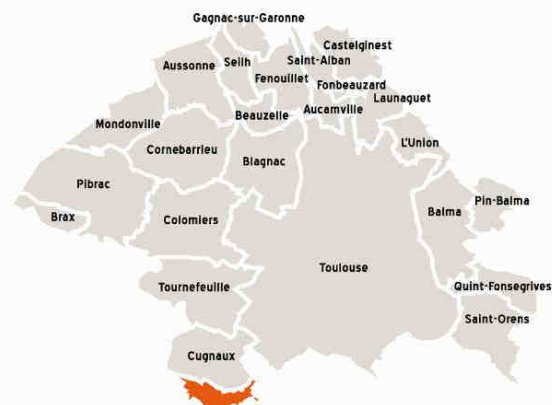 Gagnac-sur-Garonne
Castelginest
Seilh
Saint-Alban
Aussonne
Fenouillet
Fonbeauzard
Launaguet
Aucamville
Beauzelle
Mondonville
L'Union
Cornebarrieu
Blagnac
Pibrac
Pin-Balma
Brax
Colomiers
Balma
Toulouse
Tournefeuille
Quint-Fonsegrives
Saint-Orens
Cugnaux